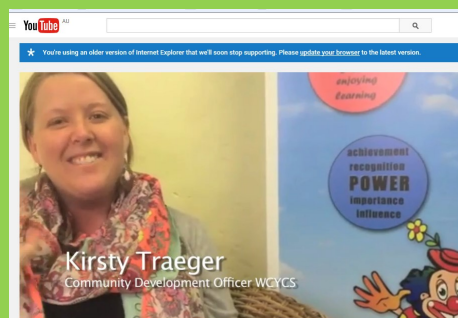 YouTube AU
You're using an older version of Internet Explorer that we'll soon stop supporting. Please update your browser to the latest version.
enjoying
learning
achievement
recognition
POWER
importance
influence
Kirsty Traeger
Community Development Officer WCYCS